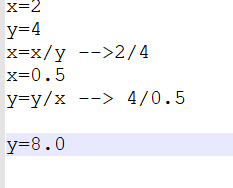 x=2
y=4
x=x/y -->2/4
x=0.5
y=y/x --> 4/0.5
y=8.0